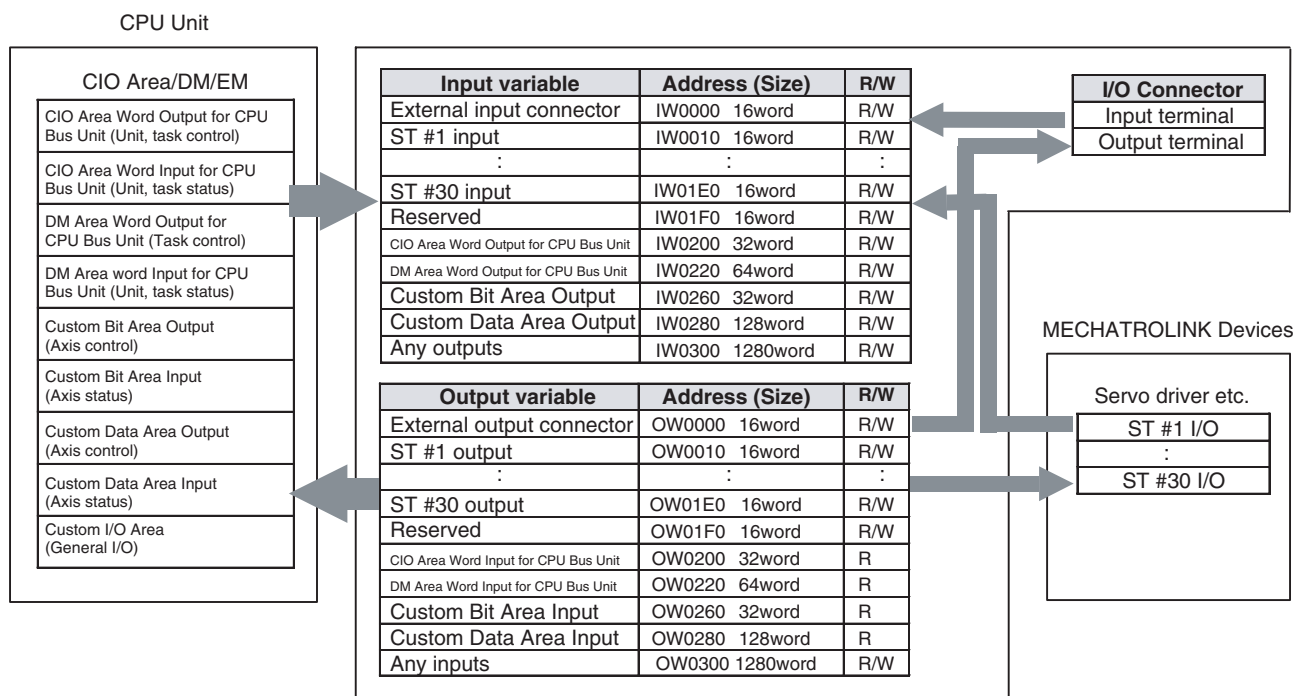 CPU Unit
CIO Area/DM/EM
CIO Area Word Output for CPU
Bus Unit (Unit, task control)
CIO Area Word Input for CPU
Bus Unit (Unit, task status)
DM Area Word Output for
CPU Bus Unit (Task control)
DM Area word Input for CPU
Bus Unit (Unit, task status)
Custom Bit Area Output
(Axis control)
Custom Bit Area Input
(Axis status)
Custom Data Area Output
(Axis control)
Custom Data Area Input
(Axis status)
Custom I/O Area
(General I/O)
Input variable Address (Size) R/W
External input connector IW0000 16word R/W
ST #1 input IW0010 16word R/W
: : :
ST #30 input IW01E0 16word R/W
Reserved IW01F0 16word R/W
CIO Area Word Output for CPU Bus Unit IW0200 32word R/W
DM Area Word Output for CPU Bus Unit IW0220 64word R/W
Custom Bit Area Output IW0260 32word R/W
Custom Data Area Output IW0280 128word R/W
Any outputs IW0300 1280word R/W
Output variable Address (Size) R/W
External output connector OW0000 16word R/W
ST #1 output OW0010 16word R/W
: : :
ST #30 output OW01E0 16word R/W
Reserved OW01F0 16word R/W
CIO Area Word Input for CPU Bus Unit OW0200 32word R
DM Area Word Input for CPU Bus Unit OW0220 64word R
Custom Bit Area Input OW0260 32word R
Custom Data Area Input OW0280 128word R
Any inputs OW0300 1280word R/W
I/O Connector
Input terminal
Output terminal
MECHATROLINK Devices
Servo driver etc.
ST #1 I/O
:
ST #30 I/O